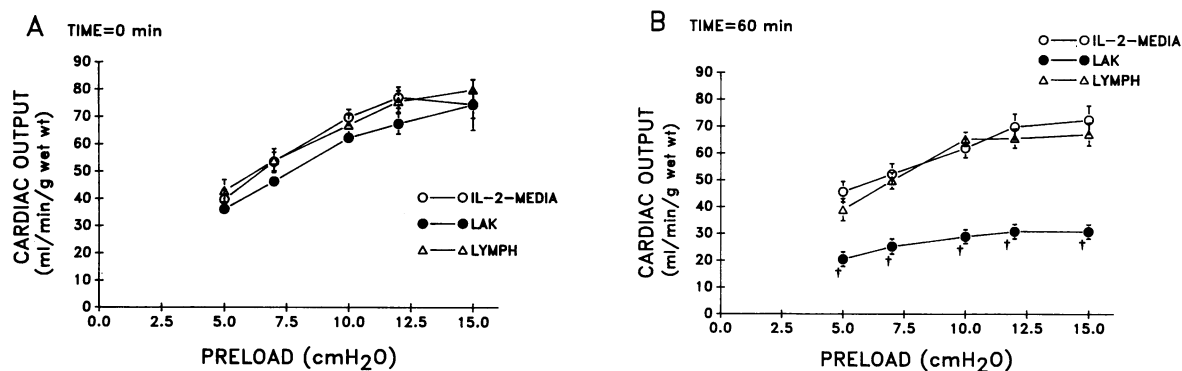 A TIME=0 min
CARDIAC OUTPUT
(ml/min/g wet wt)
90
80
70
60
50
40
30
20
10
0
IL-2-MEDIA
LAK
LYMPH
0.0 2.5 5.0 7.5 10.0 12.5 15.0
PRELOAD (cmH2O)
B TIME=60 min
IL-2-MEDIA
LAK
LYMPH
CARDIAC OUTPUT
(ml/min/g wet wt)
90
80
70
60
50
40
30
20
10
0
† † † † †
0.0 2.5 5.0 7.5 10.0 12.5 15.0
PRELOAD (cmH2O)